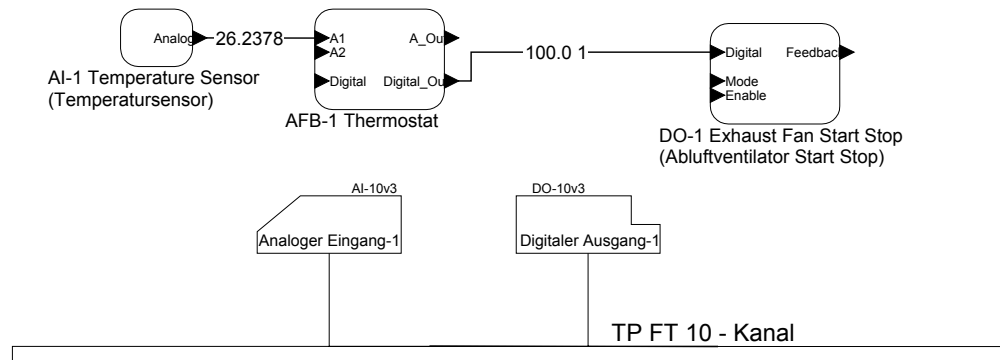 Analog
26.2378
A1
A2
Digital
A_Out
Digital_Ou
AI-1 Temperature Sensor
(Temperatursensor)
AFB-1 Thermostat
100.0 1
Digital
Feedbac
Mode
Enable
DO-1 Exhaust Fan Start Stop
(Abluftventilator Start Stop)
AI-10v3
Analoger Eingang-1
DO-10v3
Digitaler Ausgang-1
TP FT 10 - Kanal